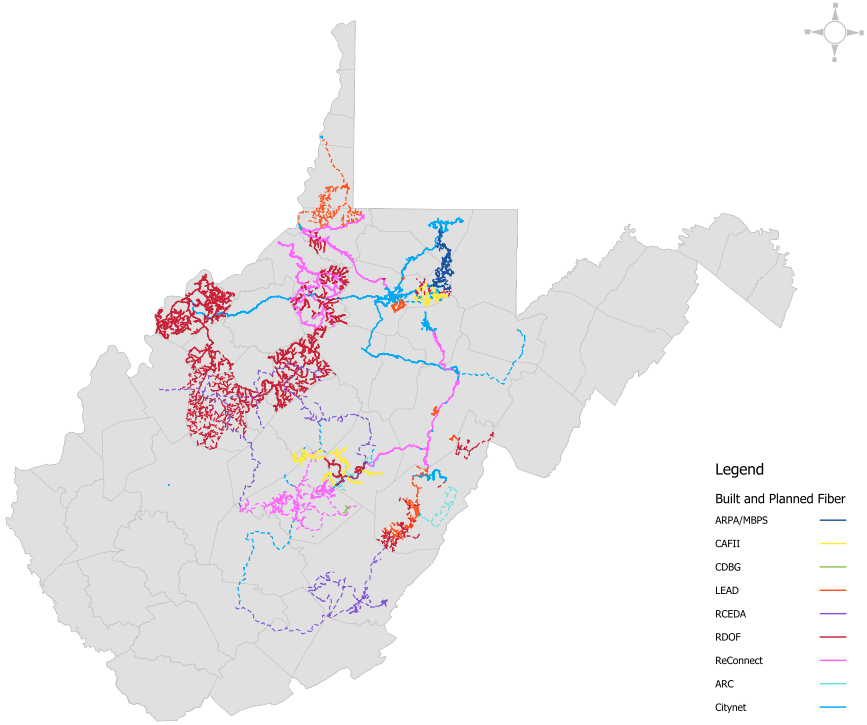 Legend
Built and Planned Fiber
ARPA/MBPS
CAFII
CDBG
LEAD
RCEDA
RDOF
ReConnect
ARC
Citynet